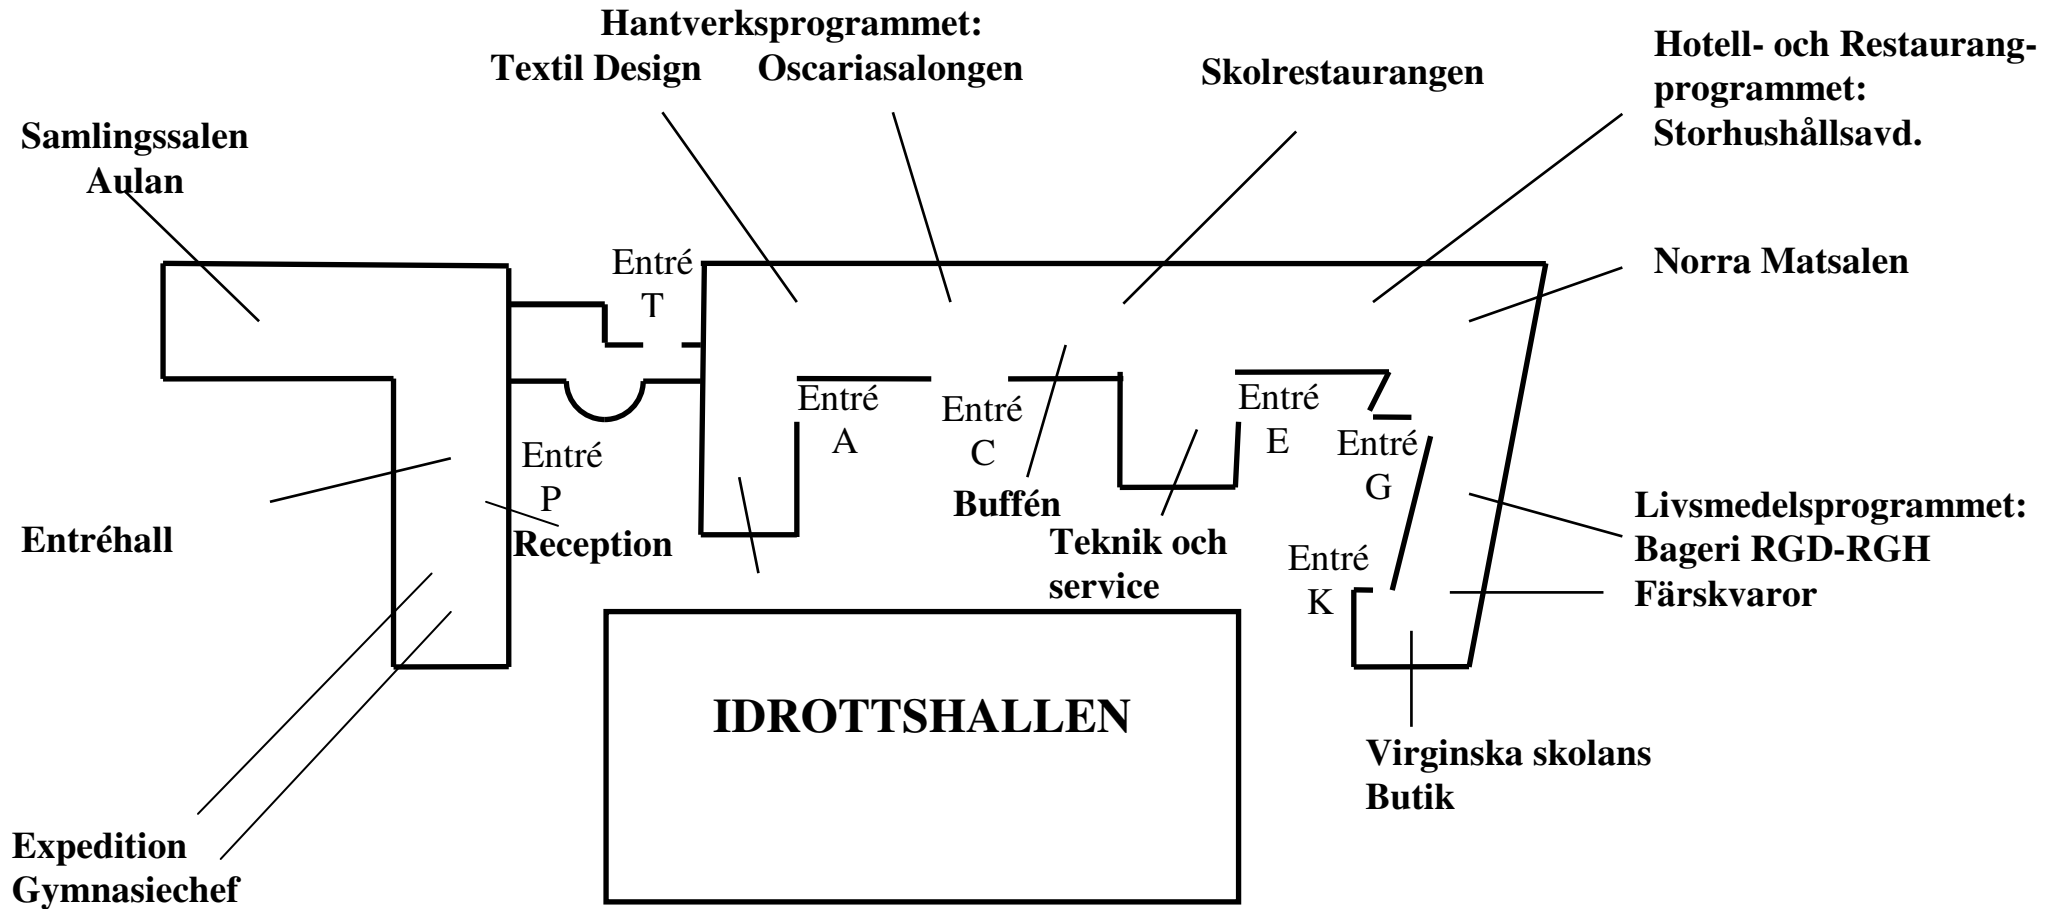 Hantverksprogrammet:
Textil Design Oscariasalongen
Skolrestaurangen
Hotell- och Restaurang-
programmet:
Storhushållsavd.
Samlingssalen
Aulan
Norra Matsalen
Entré
T
Entré
A
Entré
C
Entré
E
Entré
G
Entré
P
Buffén
Teknik och
service
Entréhall
Reception
Entré
K
Livsmedelsprogrammet:
Bageri RGD-RGH
Färskvaror
IDROTTSHALLEN
Virginska skolans
Butik
Expedition
Gymnasiechef